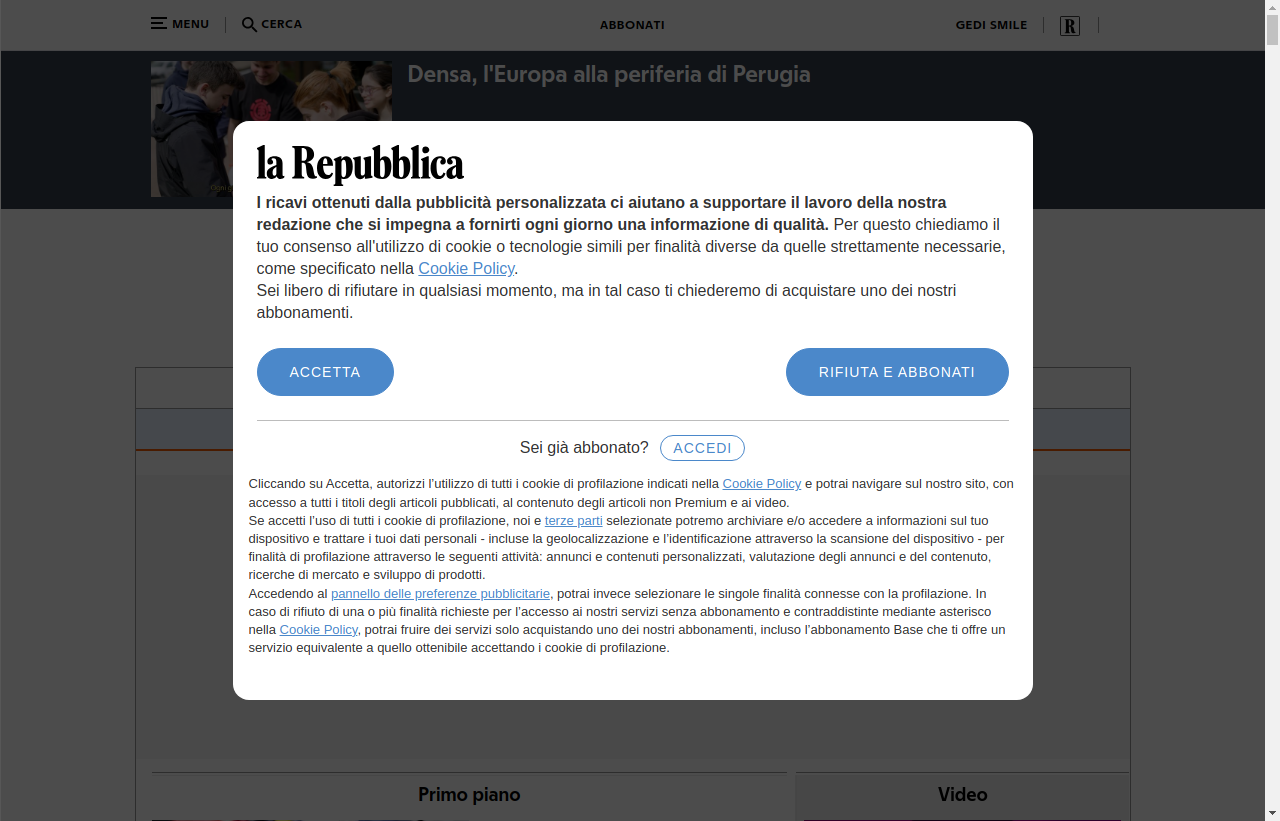 MENU
CERCA
ABBONATI
GEDI SMILE
R
Densa, l'Europa alla periferia di Perugia
la Repubblica
I ricavi ottenuti dalla pubblicità personalizzata ci aiutano a supportare il lavoro della nostra
redazione che si impegna a fornirti ogni giorno una informazione di qualità. Per questo chiediamo il
tuo consenso all'utilizzo di cookie o tecnologie simili per finalità diverse da quelle strettamente necessarie,
come specificato nella Cookie Policy.
Sei libero di rifiutare in qualsiasi momento, ma in tal caso ti chiederemo di acquistare uno dei nostri
abbonamenti.
ACCETTA
RIFIUTA E ABBONATI
Sei già abbonato? ACCEDI
Cliccando su Accetta, autorizzi l’utilizzo di tutti i cookie di profilazione indicati nella Cookie Policy e potrai navigare sul nostro sito, con
accesso a tutti i titoli degli articoli pubblicati, al contenuto degli articoli non Premium e ai video.
Se accetti l’uso di tutti i cookie di profilazione, noi e terze parti selezionate potremo archiviare e/o accedere a informazioni sul tuo
dispositivo e trattare i tuoi dati personali - incluse la geolocalizzazione e l’identificazione attraverso la scansione del dispositivo - per
finalità di profilazione attraverso le seguenti attività: annunci e contenuti personalizzati, valutazione degli annunci e del contenuto,
ricerche di mercato e sviluppo di prodotti.
Accedendo al pannello delle preferenze pubblicitarie, potrai invece selezionare le singole finalità connesse con la profilazione. In
caso di rifiuto di una o più finalità richieste per l’accesso ai nostri servizi senza abbonamento e contraddistinte mediante asterisco
nella Cookie Policy, potrai fruire dei servizi solo acquistando uno dei nostri abbonamenti, incluso l’abbonamento Base che ti offre un
servizio equivalente a quello ottenibile accettando i cookie di profilazione.
Primo piano
Video